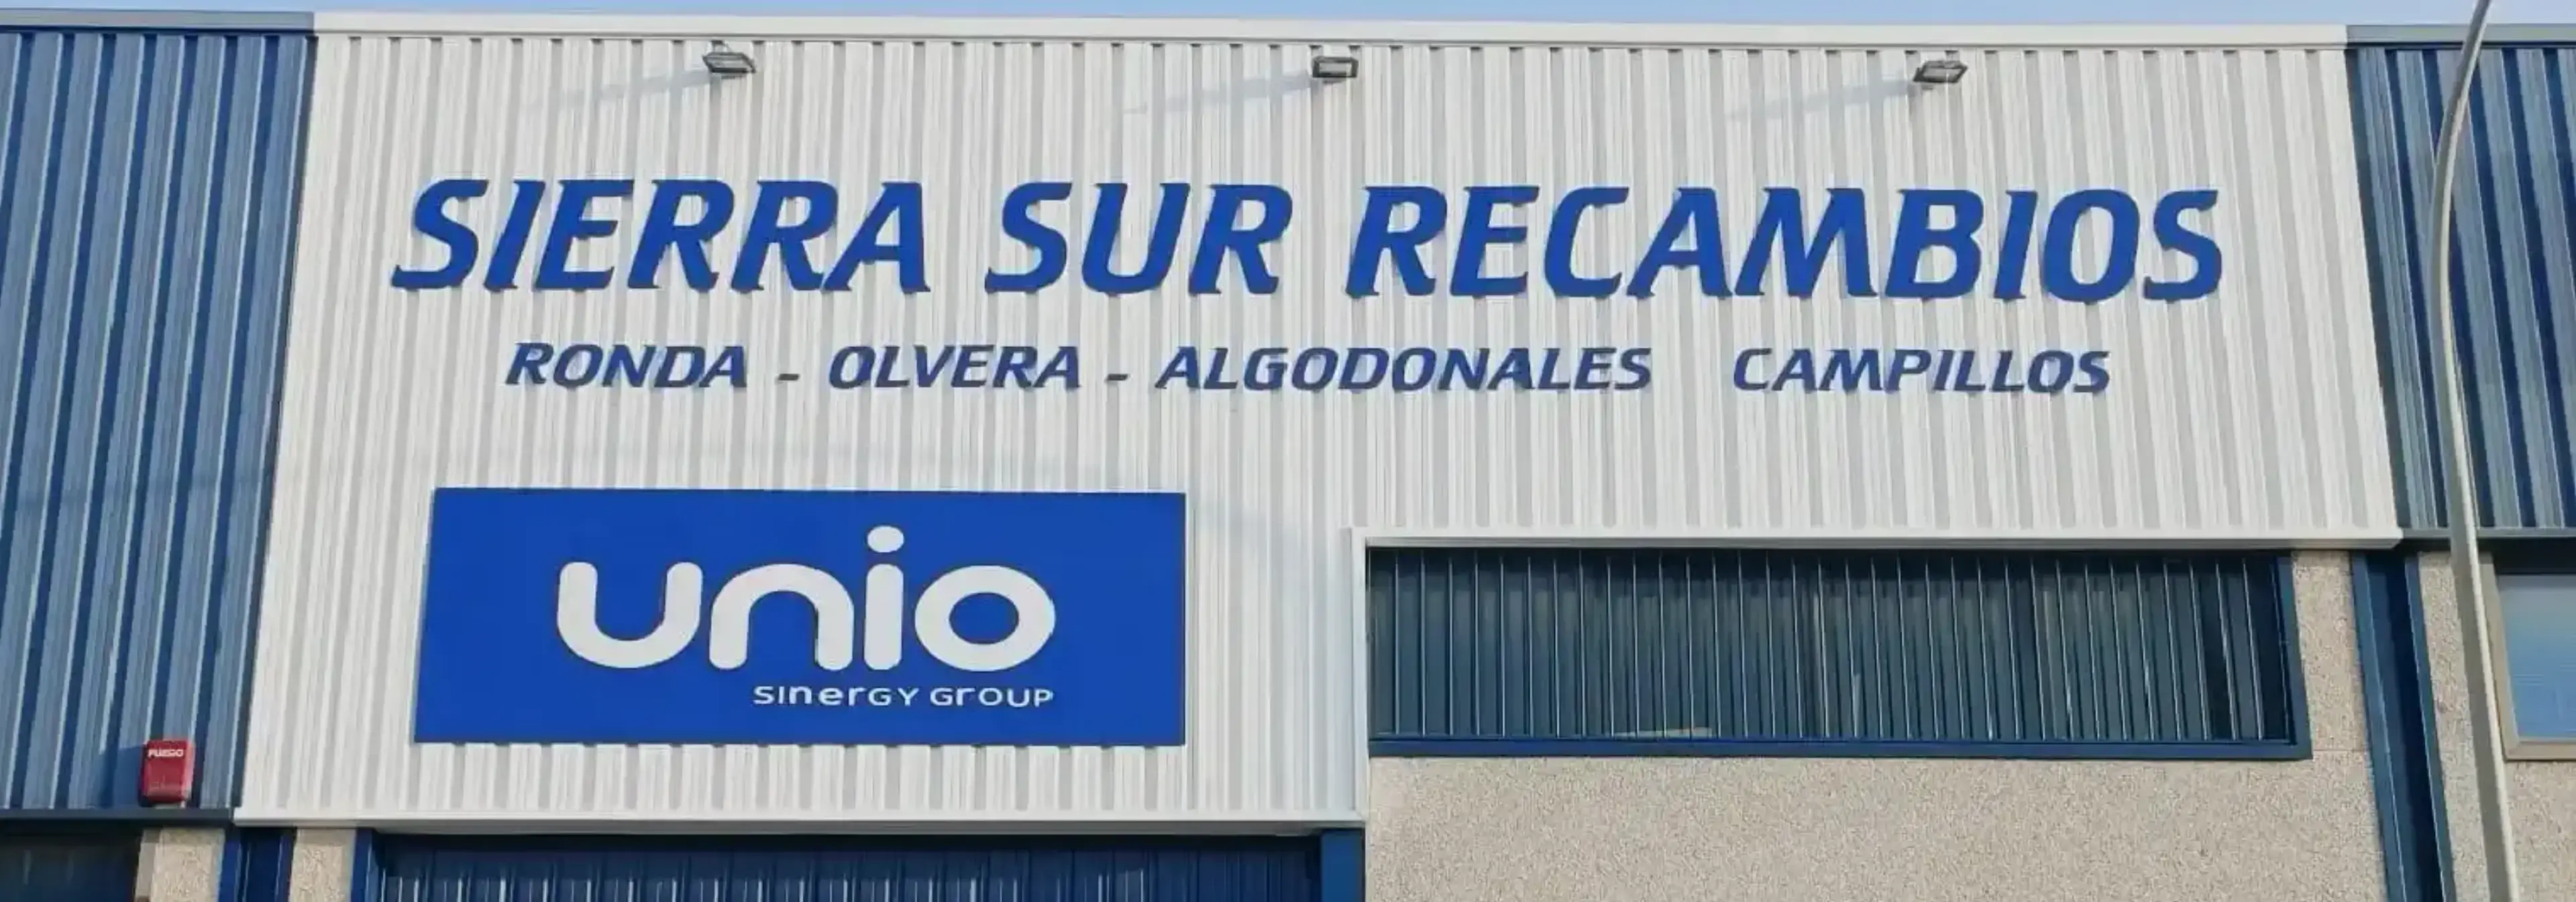 SIERRA SUR RECAMBIOS
RONDA - OLVERA - ALGODONALES CAMPILLOS
unio
sinerGY GrOUP
FUEGO